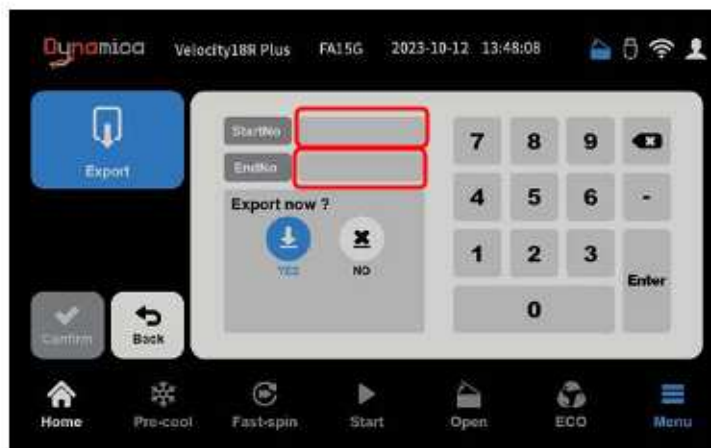 Dynamica Velocity18R Plus FA15G 2023-10-12 13:48:08
Export
StartNo
EndNo
Export now ?
YES NO
7 8 9
4 5 6 -
1 2 3
Enter
0
Confirm Back
Home Pre-cool Fast-spin Start Open ECO Menu